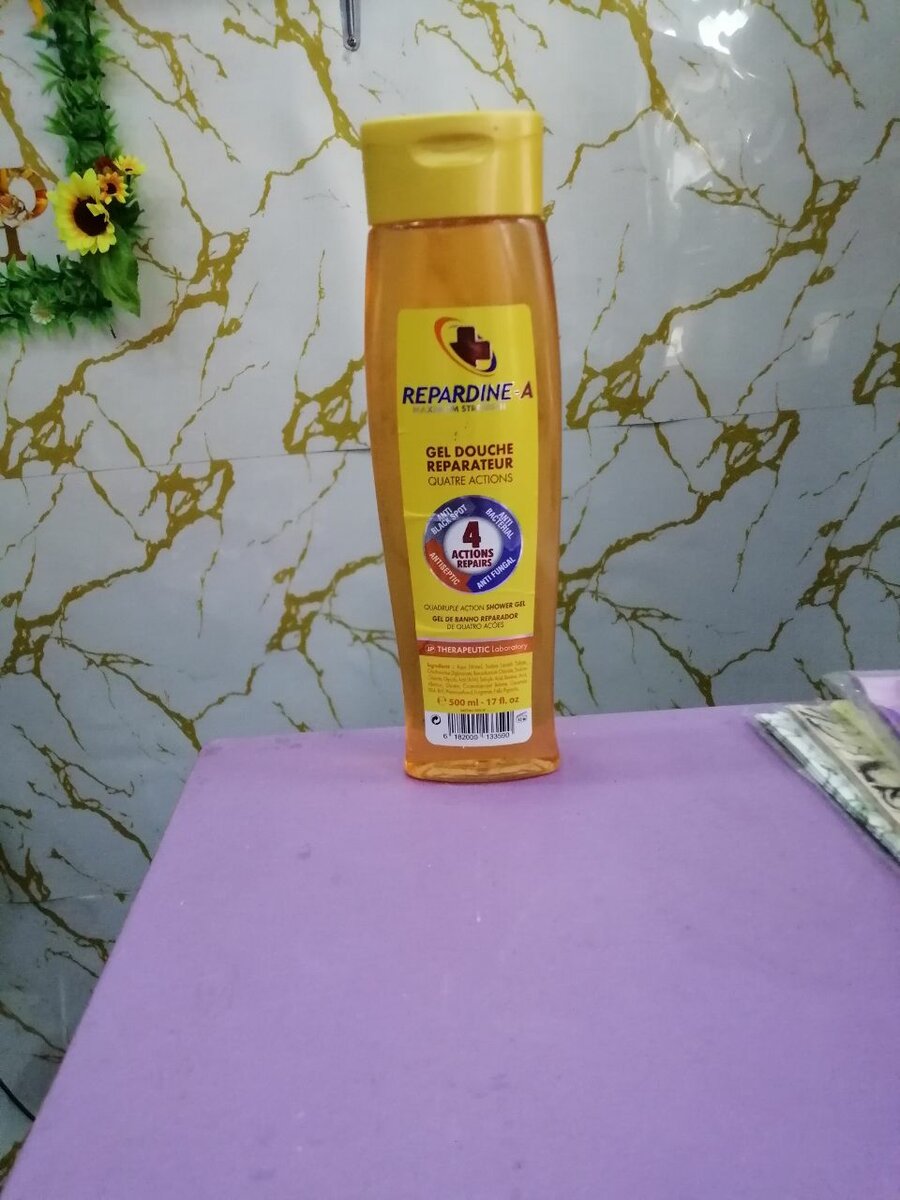 REPARDINE-A
MAXIMUM STRENGTH
GEL DOUCHE
REPARATEUR
QUATRE ACTIONS
ANTI
BLACK SPOT
ANTI
BACTERIAL
ANTISEPTIC
ANTI FUNGAL
4
ACTIONS
REPAIRS
QUADRUPLE ACTION SHOWER GEL
GEL DE BANHO REPARADOR
DE QUATRO ACÕES
THERAPEUTIC Laboratory
℮ 500 ml - 17 fl. oz